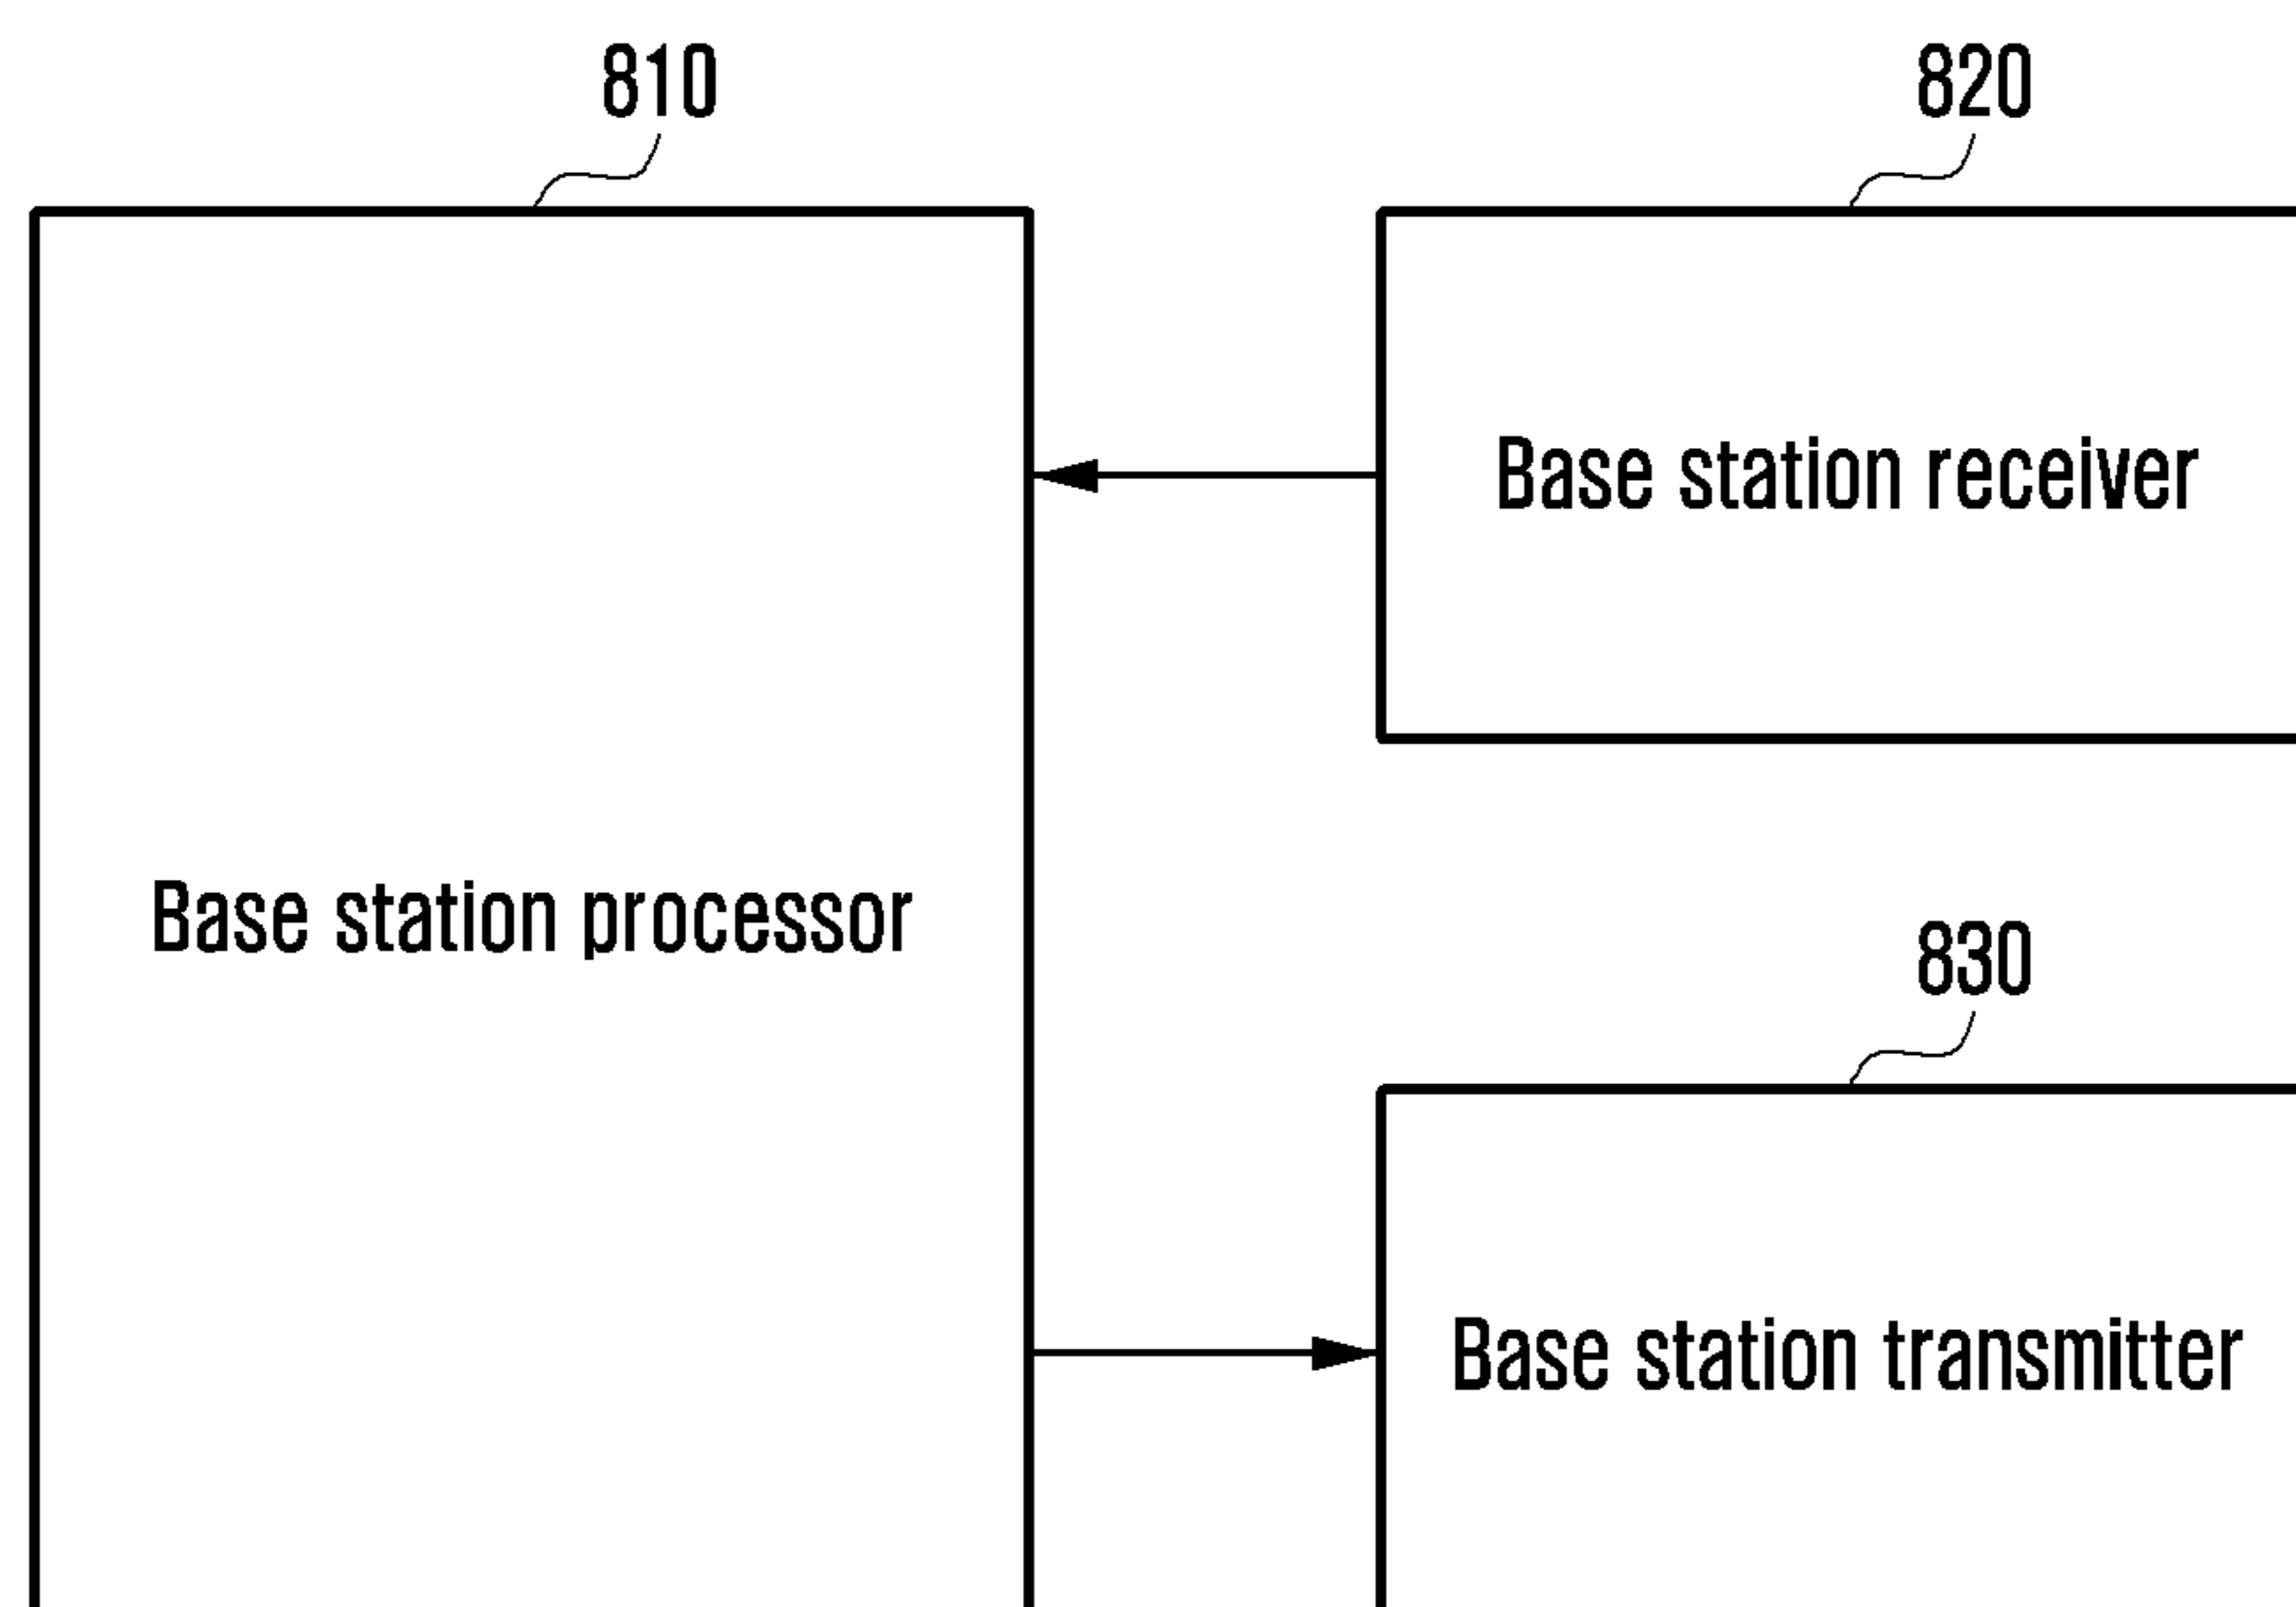 810
820
Base station receiver
Base station processor
830
Base station transmitter